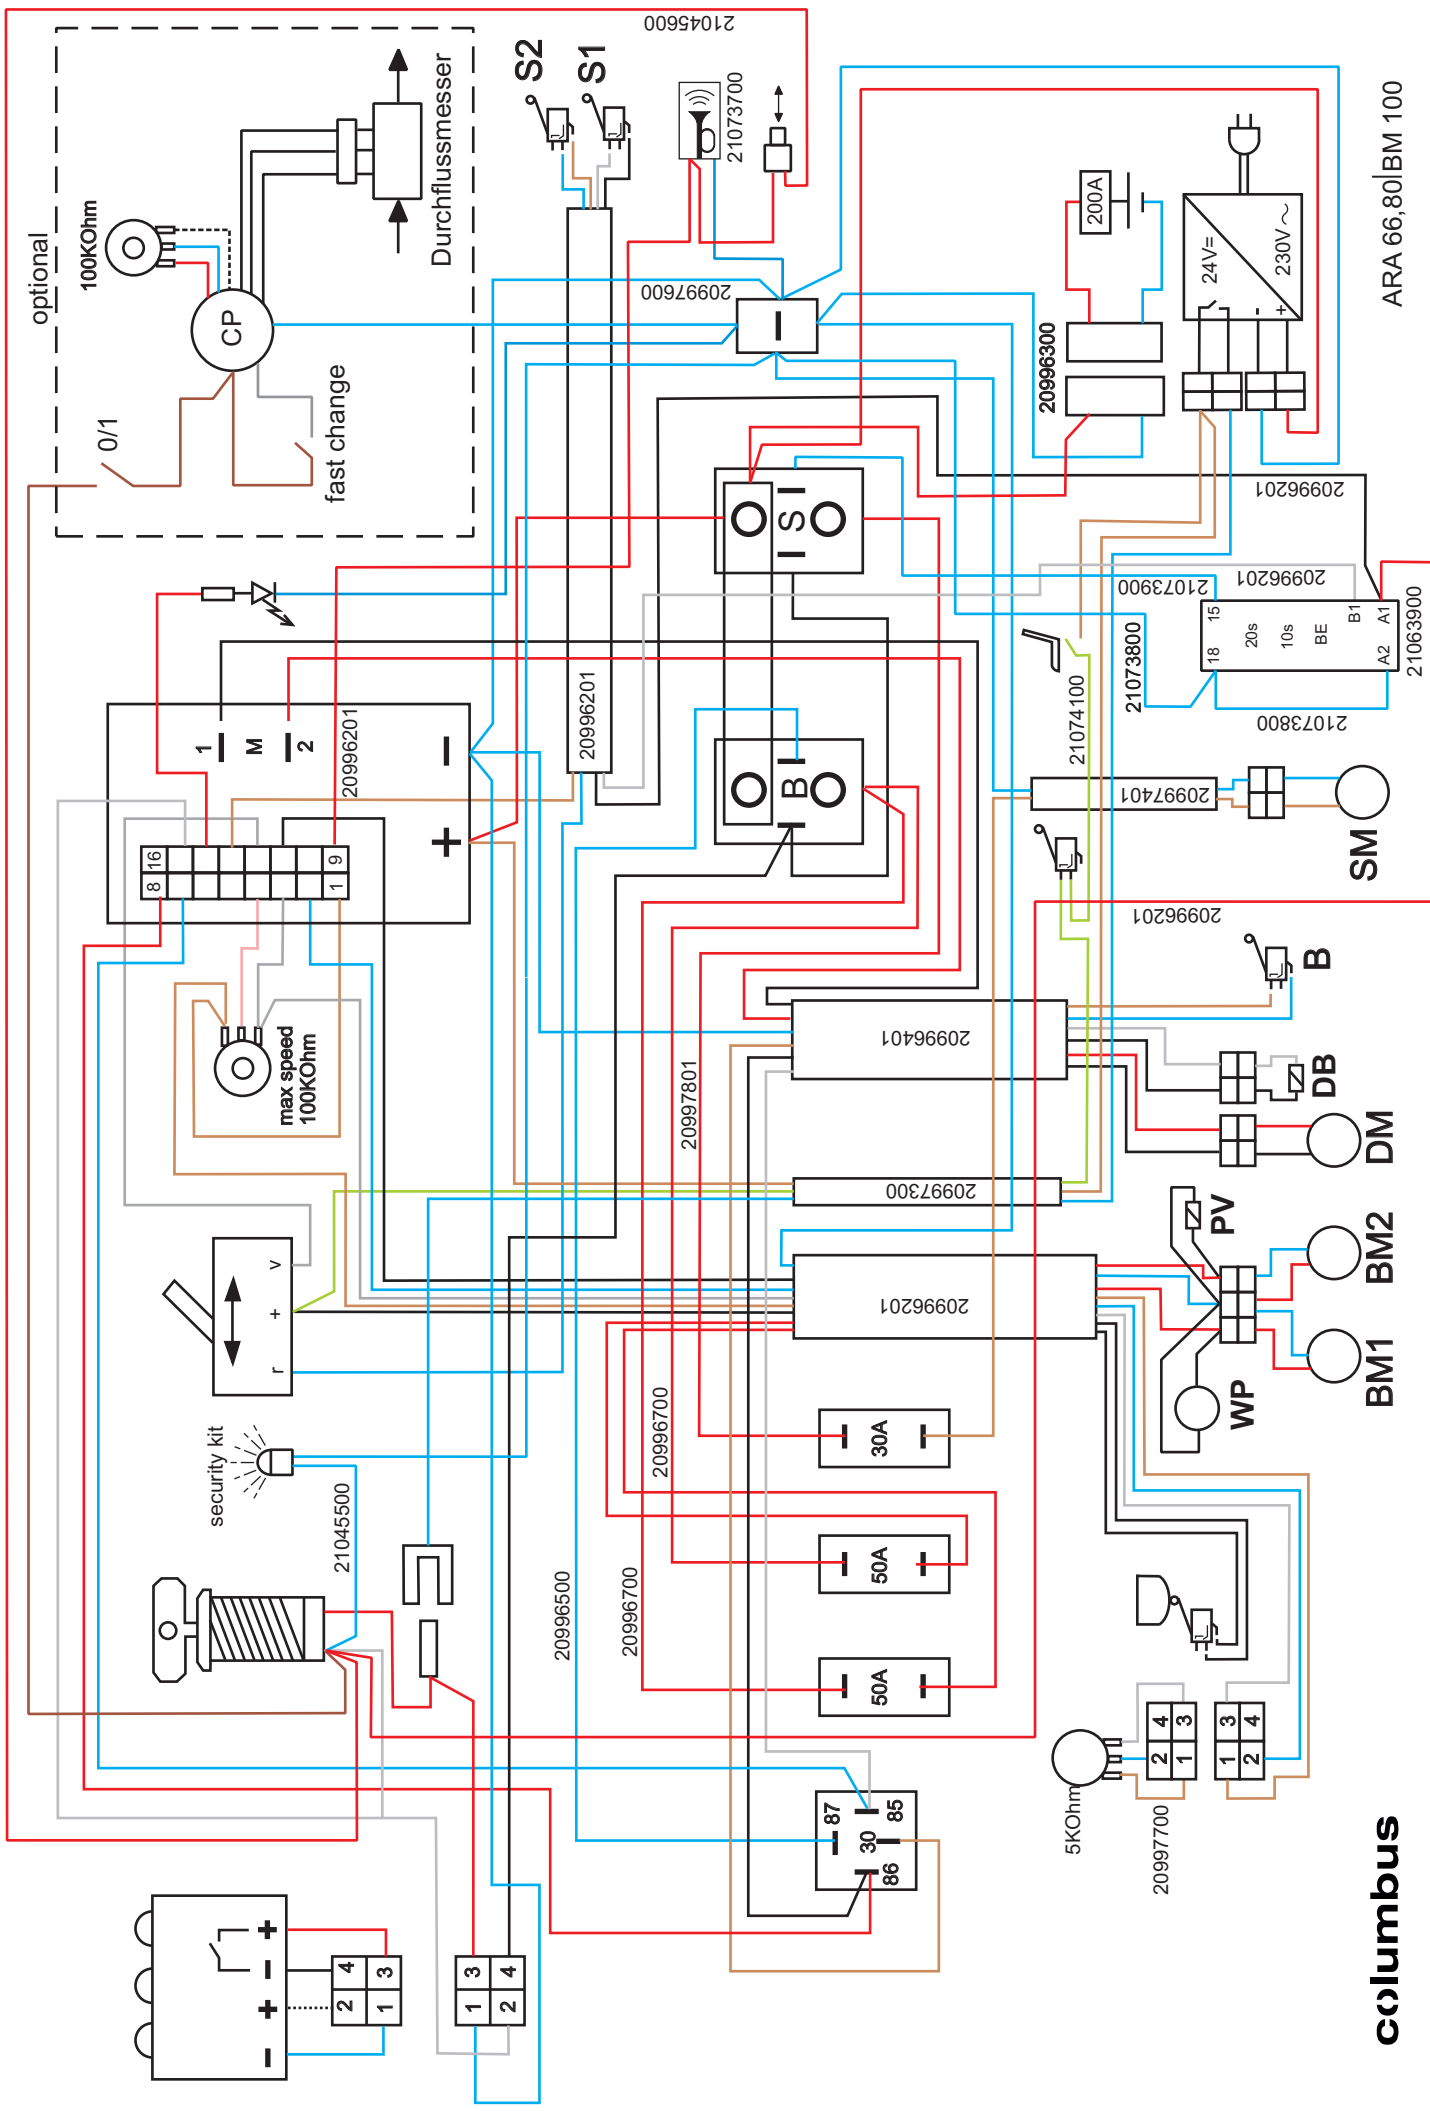 optional
100KOhm
CP
0/1
fast change
Durchflussmesser
S2
S1
21045600
21073700
20997600
200A
20996300
24V=
230V ~
- +
ARA 66,80|BM 100
20996201
1
M
2
20996201
+ −
8 16
1 9
20996201
S
B
−
21073900
20996201
21073800
21074100
15
18
20s
10s
BE
B1
A1
A2
21063900
21073800
20997401
SM
20996201
B
max speed
100KOhm
20997801
20996401
DB
DM
20997300
PV
BM2
20996201
WP
BM1
v
+
r
security kit
21045500
20996700
20996500
20996700
30A
50A
50A
87
30
85
86
5KOhm
4 3
2 1
3 4
1 2
20997700
+
−
+
−
4 3
2 1
3 4
1 2
columbus